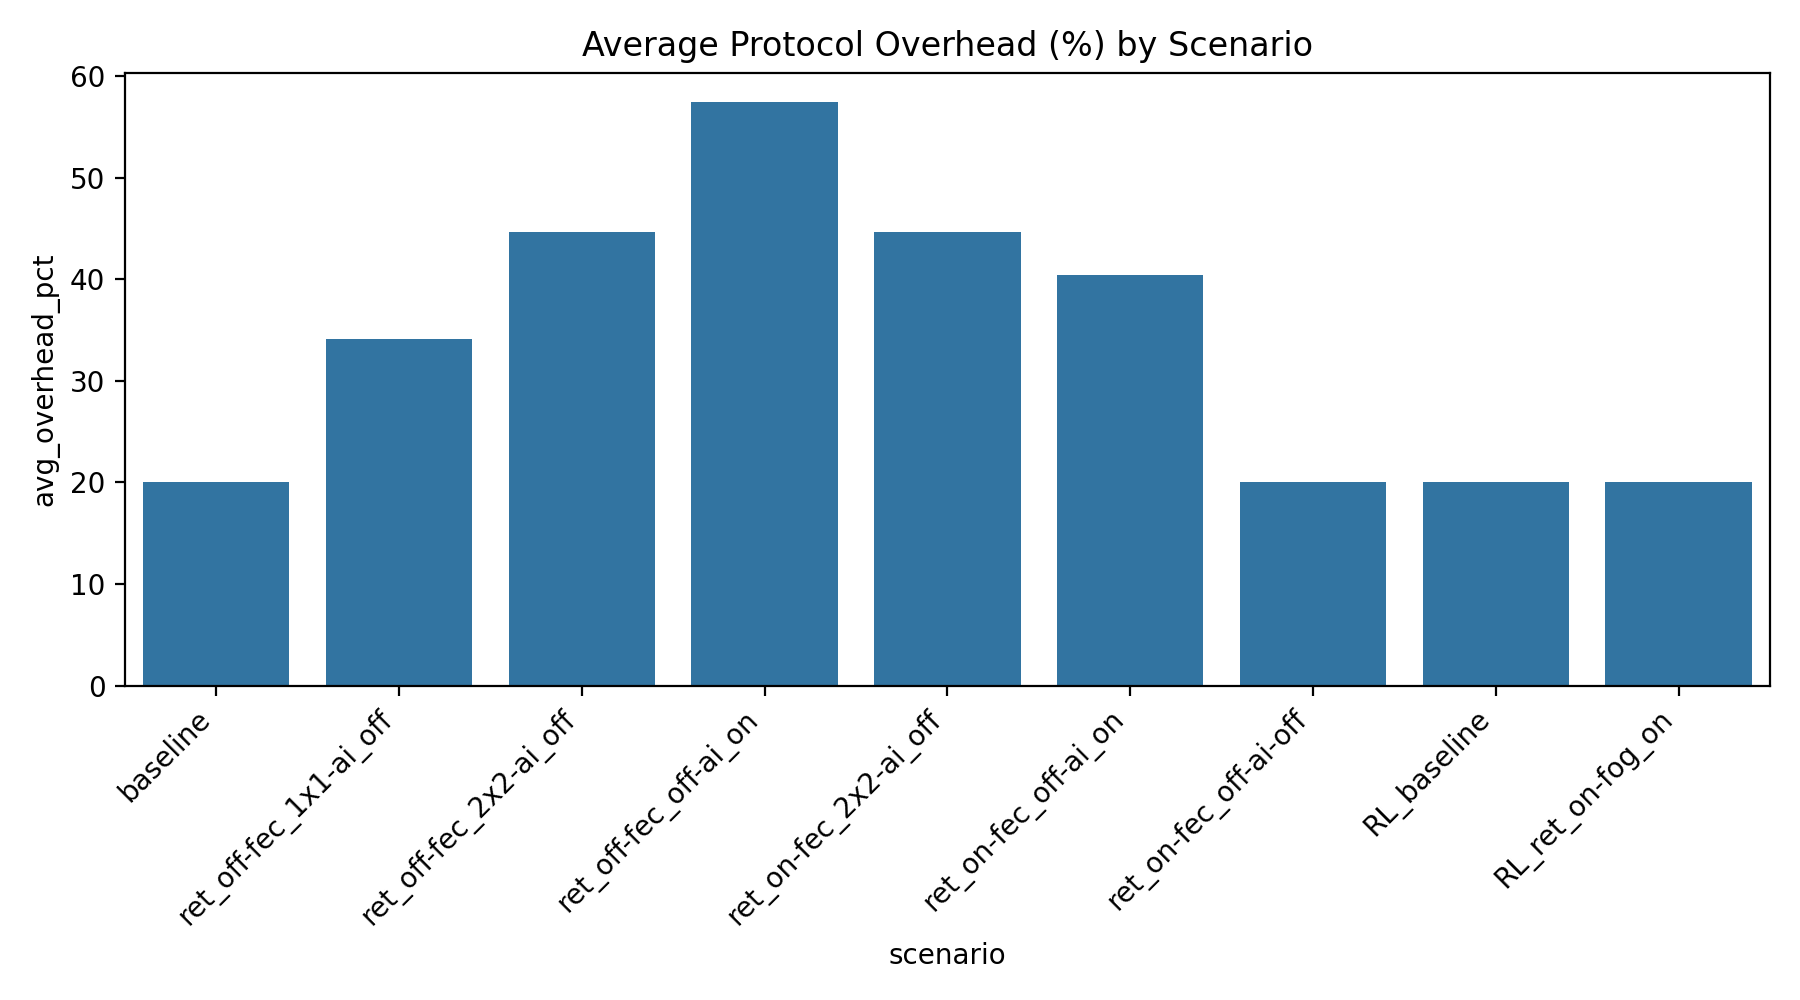 Average Protocol Overhead (%) by Scenario
avg_overhead_pct
60
50
40
30
20
10
0
baseline
ret_off-fec_1x1-ai_off
ret_off-fec_2x2-ai_off
ret_off-fec_off-ai_on
ret_on-fec_2x2-ai_off
ret_on-fec_off-ai_on
ret_on-fec_off-ai-off
RL_baseline
RL_ret_on-fog_on
scenario